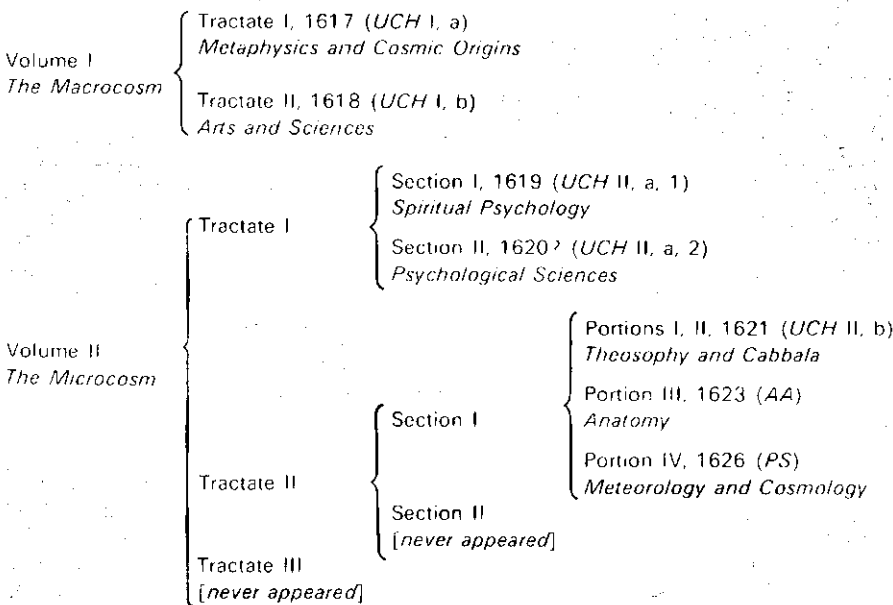 Volume I
The Macrocosm
Tractate I, 1617 (UCH I, a)
Metaphysics and Cosmic Origins
Tractate II, 1618 (UCH I, b)
Arts and Sciences
Volume II
The Microcosm
Tractate I
Section I, 1619 (UCH II, a, 1)
Spiritual Psychology
Section II, 1620? (UCH II, a, 2)
Psychological Sciences
Tractate II
Section I
Portions I, II, 1621 (UCH II, b)
Theosophy and Cabbala
Portion III, 1623 (AA)
Anatomy
Portion IV, 1626 (PS)
Meteorology and Cosmology
Section II
[never appeared]
Tractate III
[never appeared]